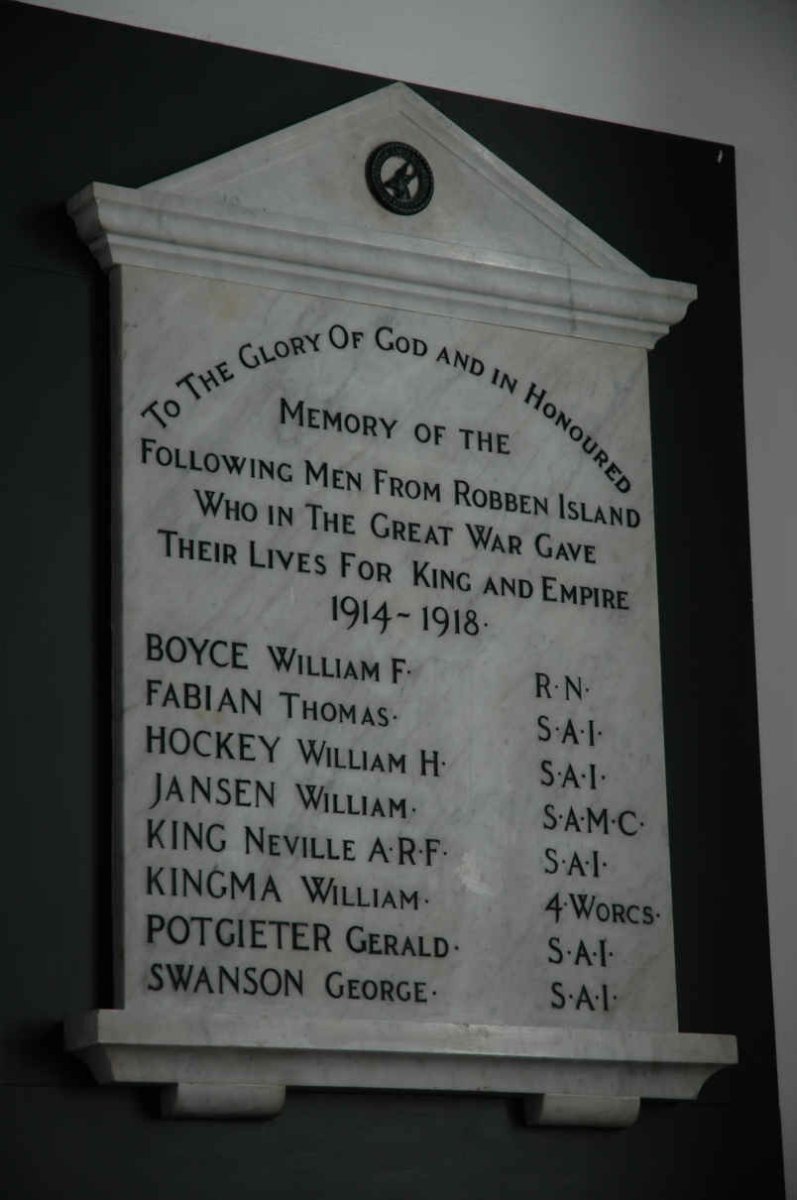 To The Glory Of God and in Honoured
Memory of the
Following Men From Robben Island
Who in The Great War Gave
Their Lives For King and Empire
1914-1918.
BOYCE William F. R.N.
FABIAN Thomas. S.A.I.
HOCKEY William H. S.A.I.
JANSEN William. S.A.M.C.
KING Neville A.R.F. S.A.I.
KINGMA William. 4.Worcs.
POTGIETER Gerald. S.A.I.
SWANSON George. S.A.I.